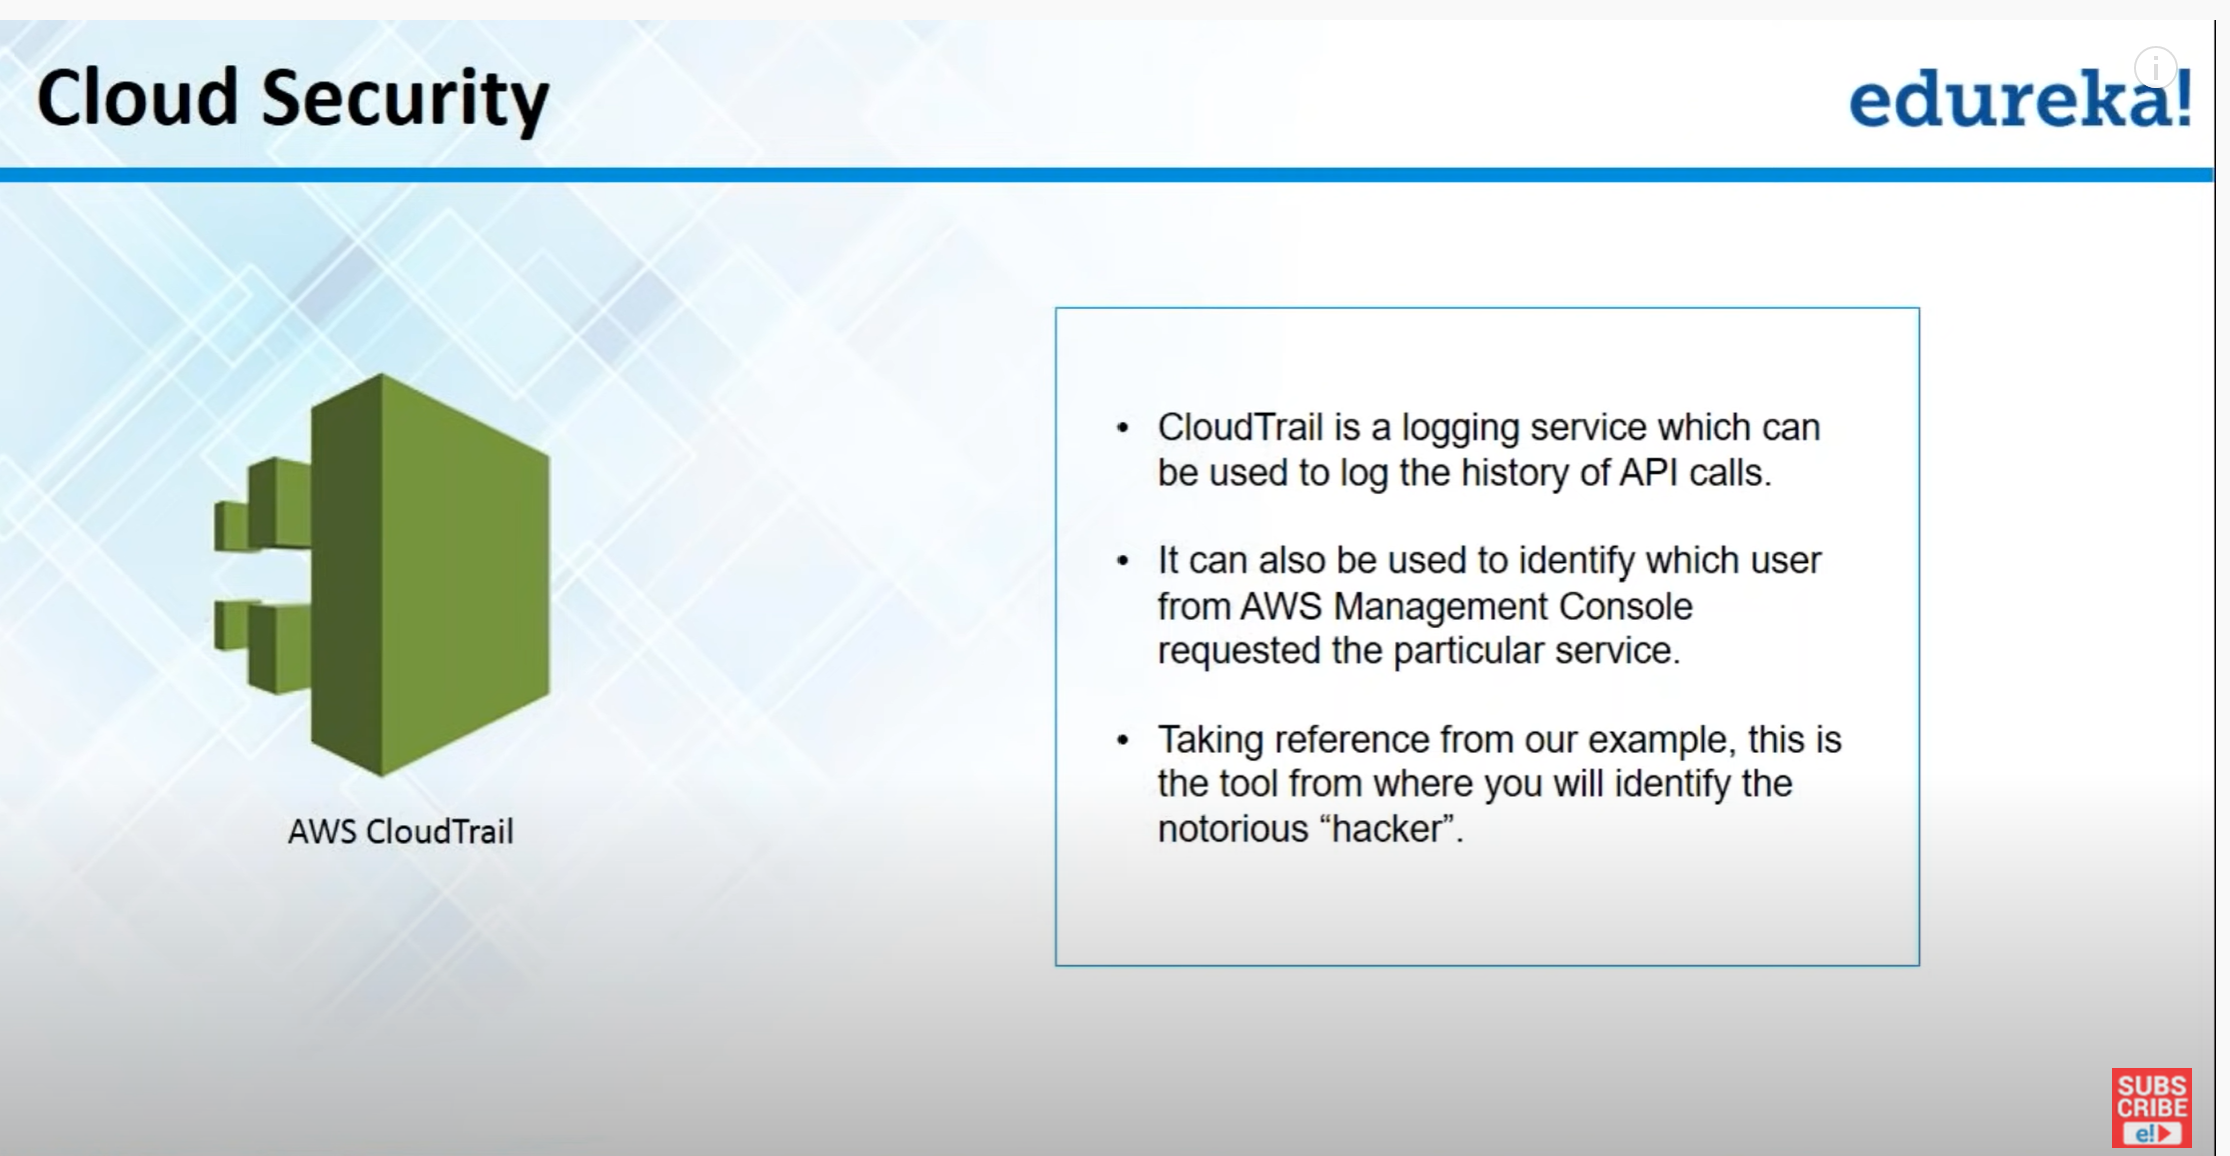 Cloud Security
edureka!
i
• CloudTrail is a logging service which can
be used to log the history of API calls.
• It can also be used to identify which user
from AWS Management Console
requested the particular service.
• Taking reference from our example, this is
the tool from where you will identify the
notorious “hacker”.
AWS CloudTrail
SUBS
CRIBE
e!